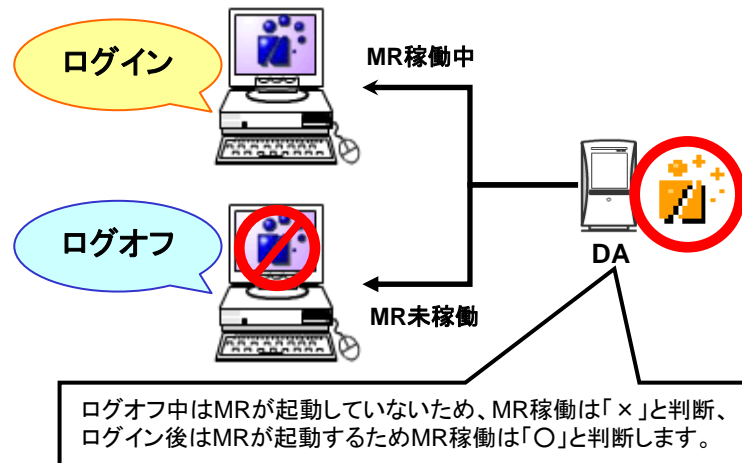 ログイン
MR稼働中
ログオフ
DA
MR未稼働
ログオフ中はMRが起動していないため、MR稼働は「×」と判断、
ログイン後はMRが起動するためMR稼働は「○」と判断します。